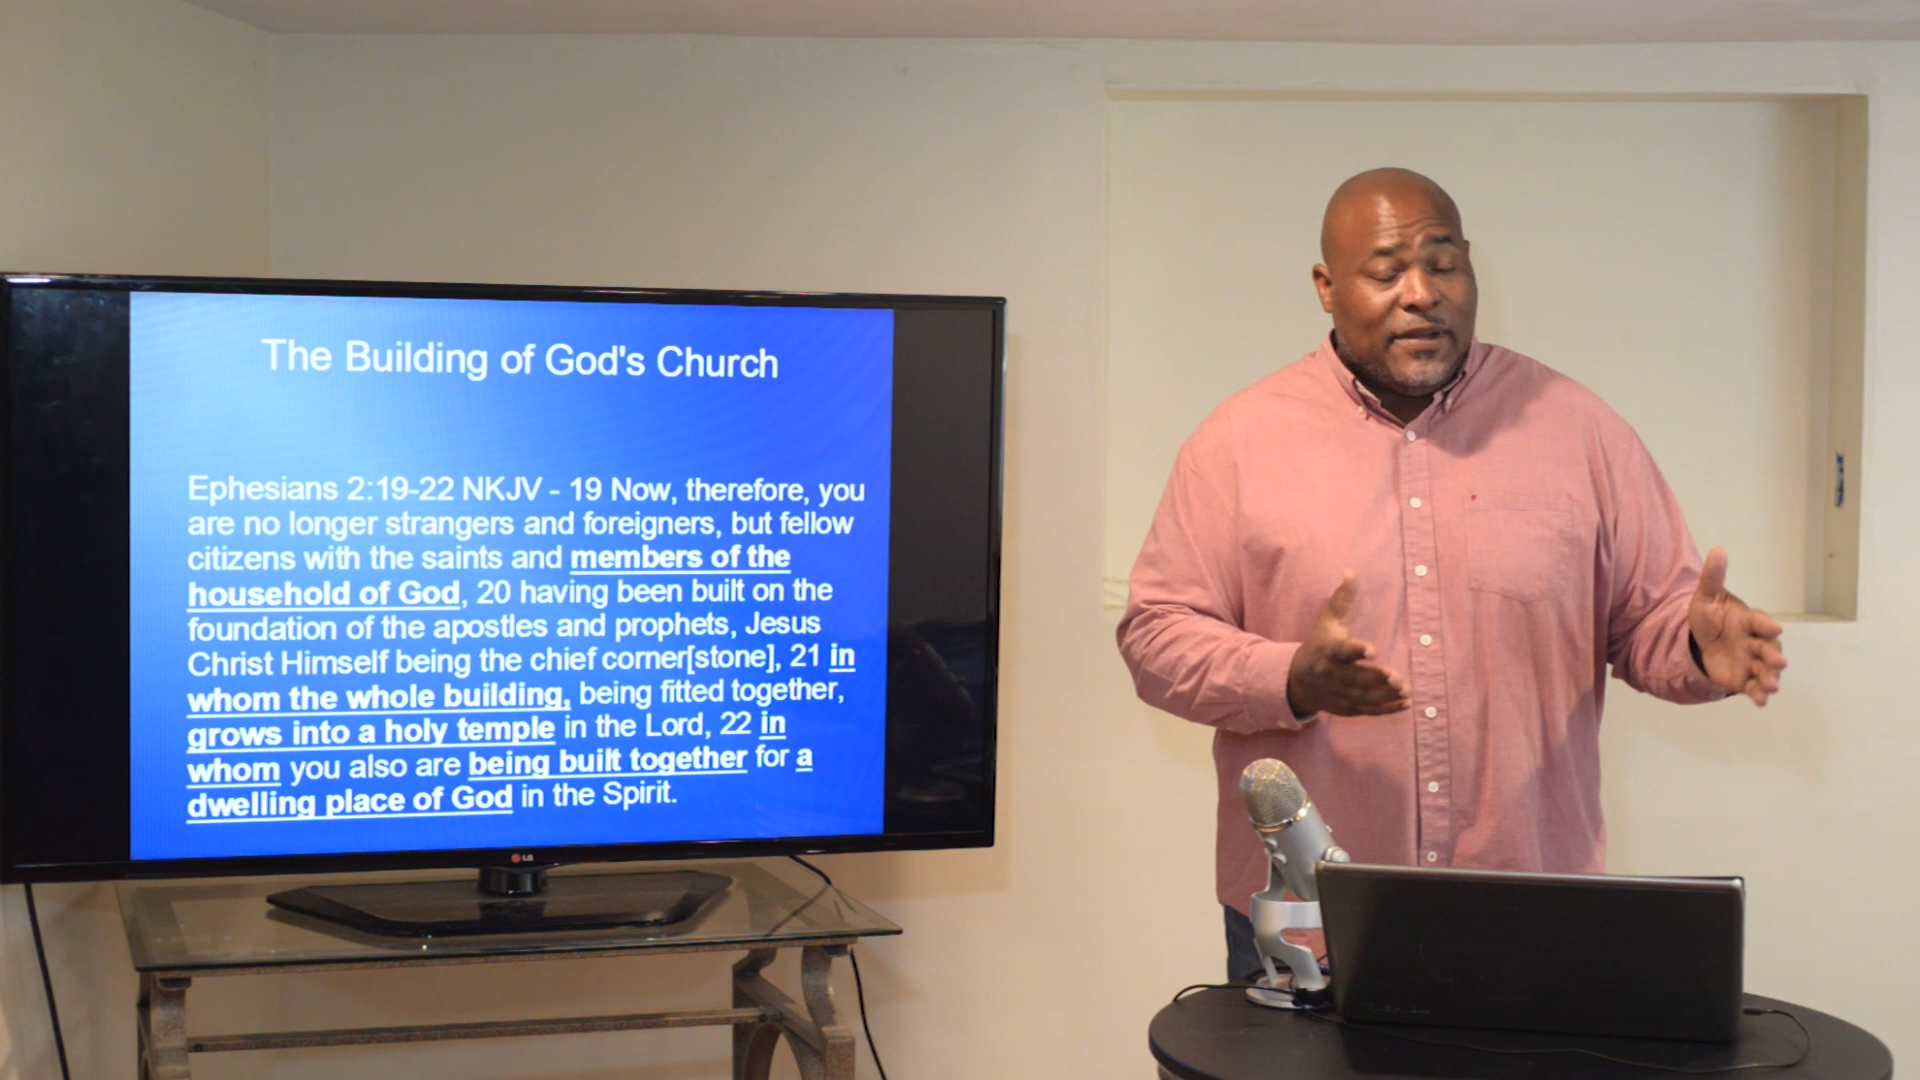 The Building of God's Church
Ephesians 2:19-22 NKJV - 19 Now, therefore, you
are no longer strangers and foreigners, but fellow
citizens with the saints and members of the
household of God, 20 having been built on the
foundation of the apostles and prophets, Jesus
Christ Himself being the chief corner[stone], 21 in
whom the whole building, being fitted together,
grows into a holy temple in the Lord, 22 in
whom you also are being built together for a
dwelling place of God in the Spirit.
LG